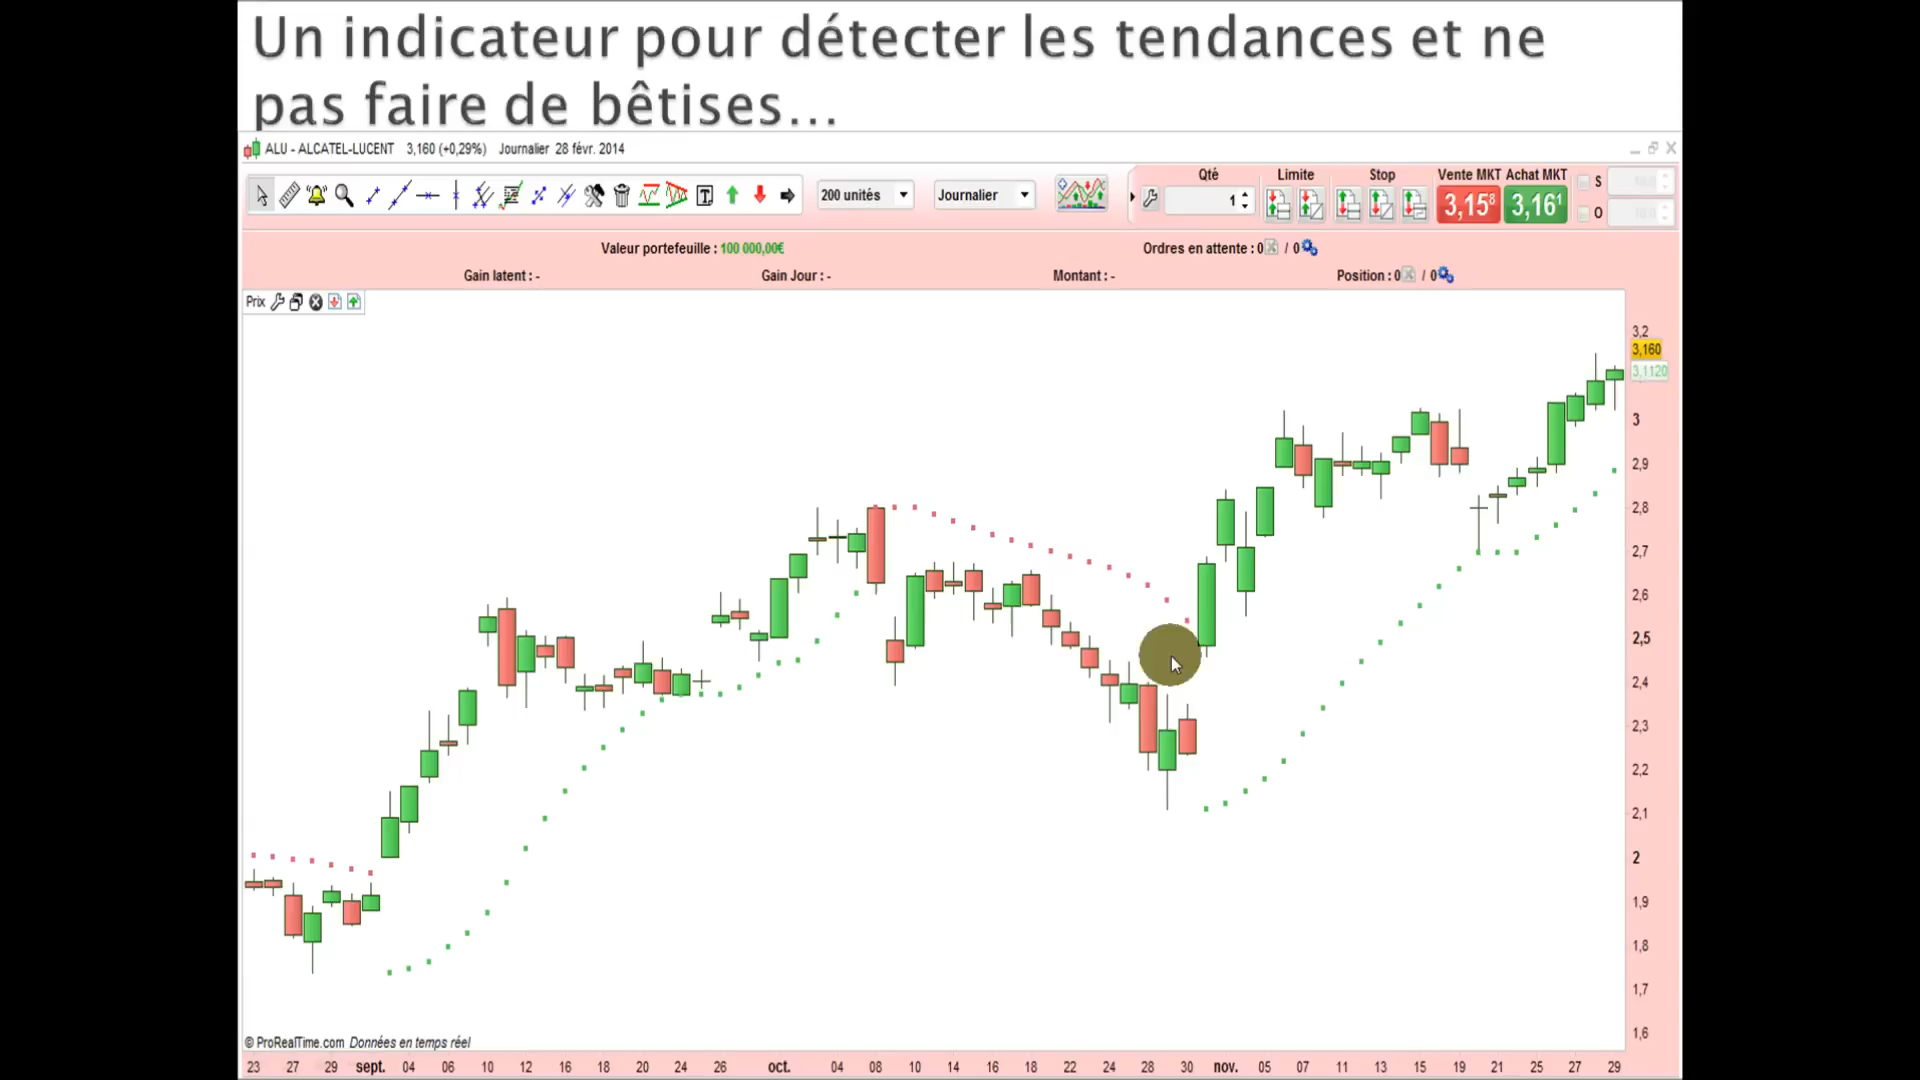 Un indicateur pour détecter les tendances et ne
pas faire de bêtises...
ALU - ALCATEL-LUCENT 3,160 (+0,29%) Journalier 28 févr. 2014
200 unités Journalier
Qté Limite Stop Vente MKT Achat MKT
1 3,15⁸ 3,16¹
S
O
Valeur portefeuille : 100 000,00€ Ordres en attente : 0 / 0
Gain latent : - Gain Jour : - Montant : - Position : 0 / 0
Prix
3,2
3,160
3,1120
3
2,9
2,8
2,7
2,6
2,5
2,4
2,3
2,2
2,1
2
1,9
1,8
1,7
1,6
© ProRealTime.com Données en temps réel
23 27 29 sept. 04 06 10 12 16 18 20 24 26 oct. 04 08 10 14 16 18 22 24 28 30 nov. 05 07 11 13 15 19 21 25 27 29